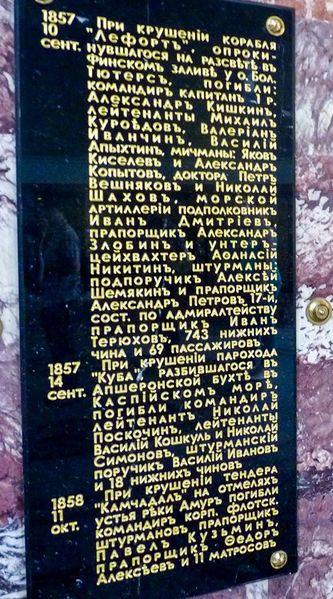 1857 При крушеніи корабля
10 "Лефортъ", опроки-
сент. нувшагося на разсвѣтѣ въ
Финскомъ заливѣ у о. Бол.
Тютерсъ, погибли:
командиръ капитанъ I р.
Александръ Кишкинъ,
лейтенанты Михаилъ
Куроѣдовъ, Валеріанъ
Иванчинъ, Василій
Апыхтинъ, мичманы: Яковъ
Киселевъ и Александръ
Копытовъ, доктора Петръ
Вешняковъ и Николай
Шаховъ, морской
артиллеріи подполковникъ
Иванъ Дмитріевъ,
прапорщикъ Александръ
Злобинъ и унтеръ-
цейхвахтеръ Аѳанасій
Никитинъ, штурманы:
подпоручикъ Алексѣй
Шемякинъ и прапорщикъ
Александръ Петровъ 17-й,
сост. по адмиралтейству
прапорщикъ Иванъ
Терюховъ, 743 нижнихъ
чина и 69 пассажировъ
1857 При крушеніи парохода
14 "Куба", разбившагося въ
сент. Апшеронской бухтѣ въ
Каспійскомъ морѣ,
погибли командиръ
лейтенантъ Николай
Поскочинъ, лейтенанты
Василій Кошкуль и Николай
Симоновъ, штурманскій
поручикъ Василій Ивановъ
и 18 нижнихъ чиновъ
1858 При крушеніи тендера
11 "Камчадалъ" на отмеляхъ
окт. устья рѣки Амуръ погибли
командиръ корп. флотск.
штурмановъ прапорщикъ
Павелъ Кузьминъ,
прапорщикъ Ѳедоръ
Алексѣевъ и 11 матросовъ